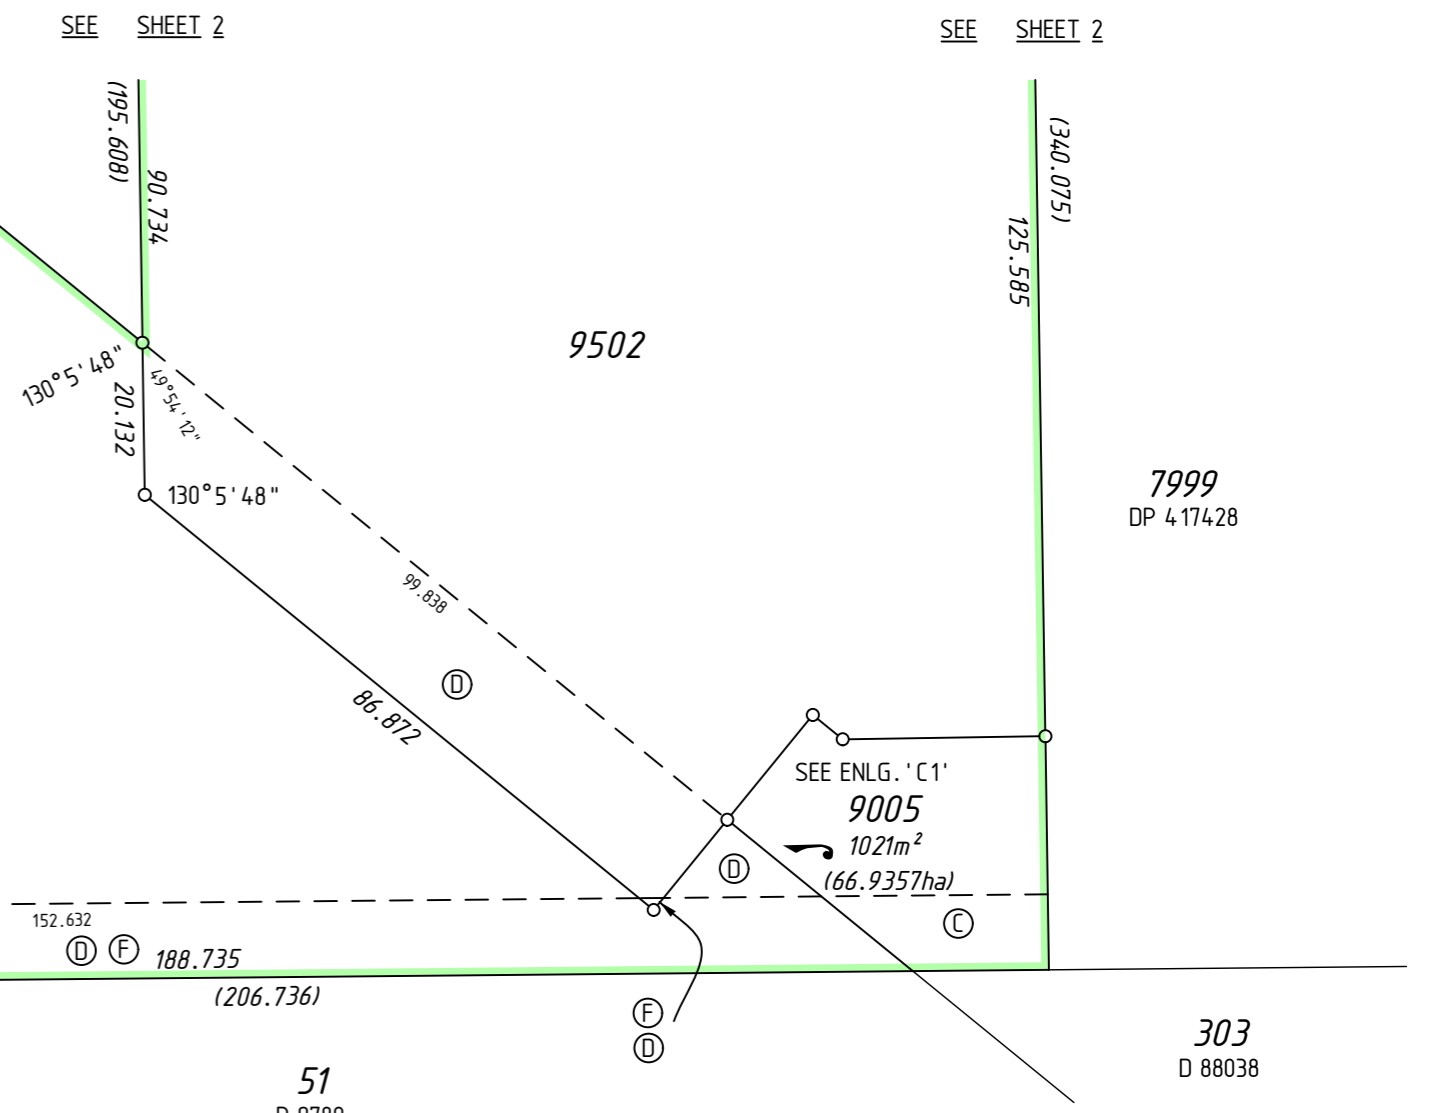 SEE SHEET 2
SEE SHEET 2
(195.608)
90.734
(340.075)
125.585
9502
130°5'48"
49°54'12"
20.132
130°5'48"
7999
DP 417428
99.838
D
86.872
SEE ENLG.'C1'
9005
1021m²
D
(66.9357ha)
152.632
C
D F
188.735
(206.736)
F
D
303
D 88038
51